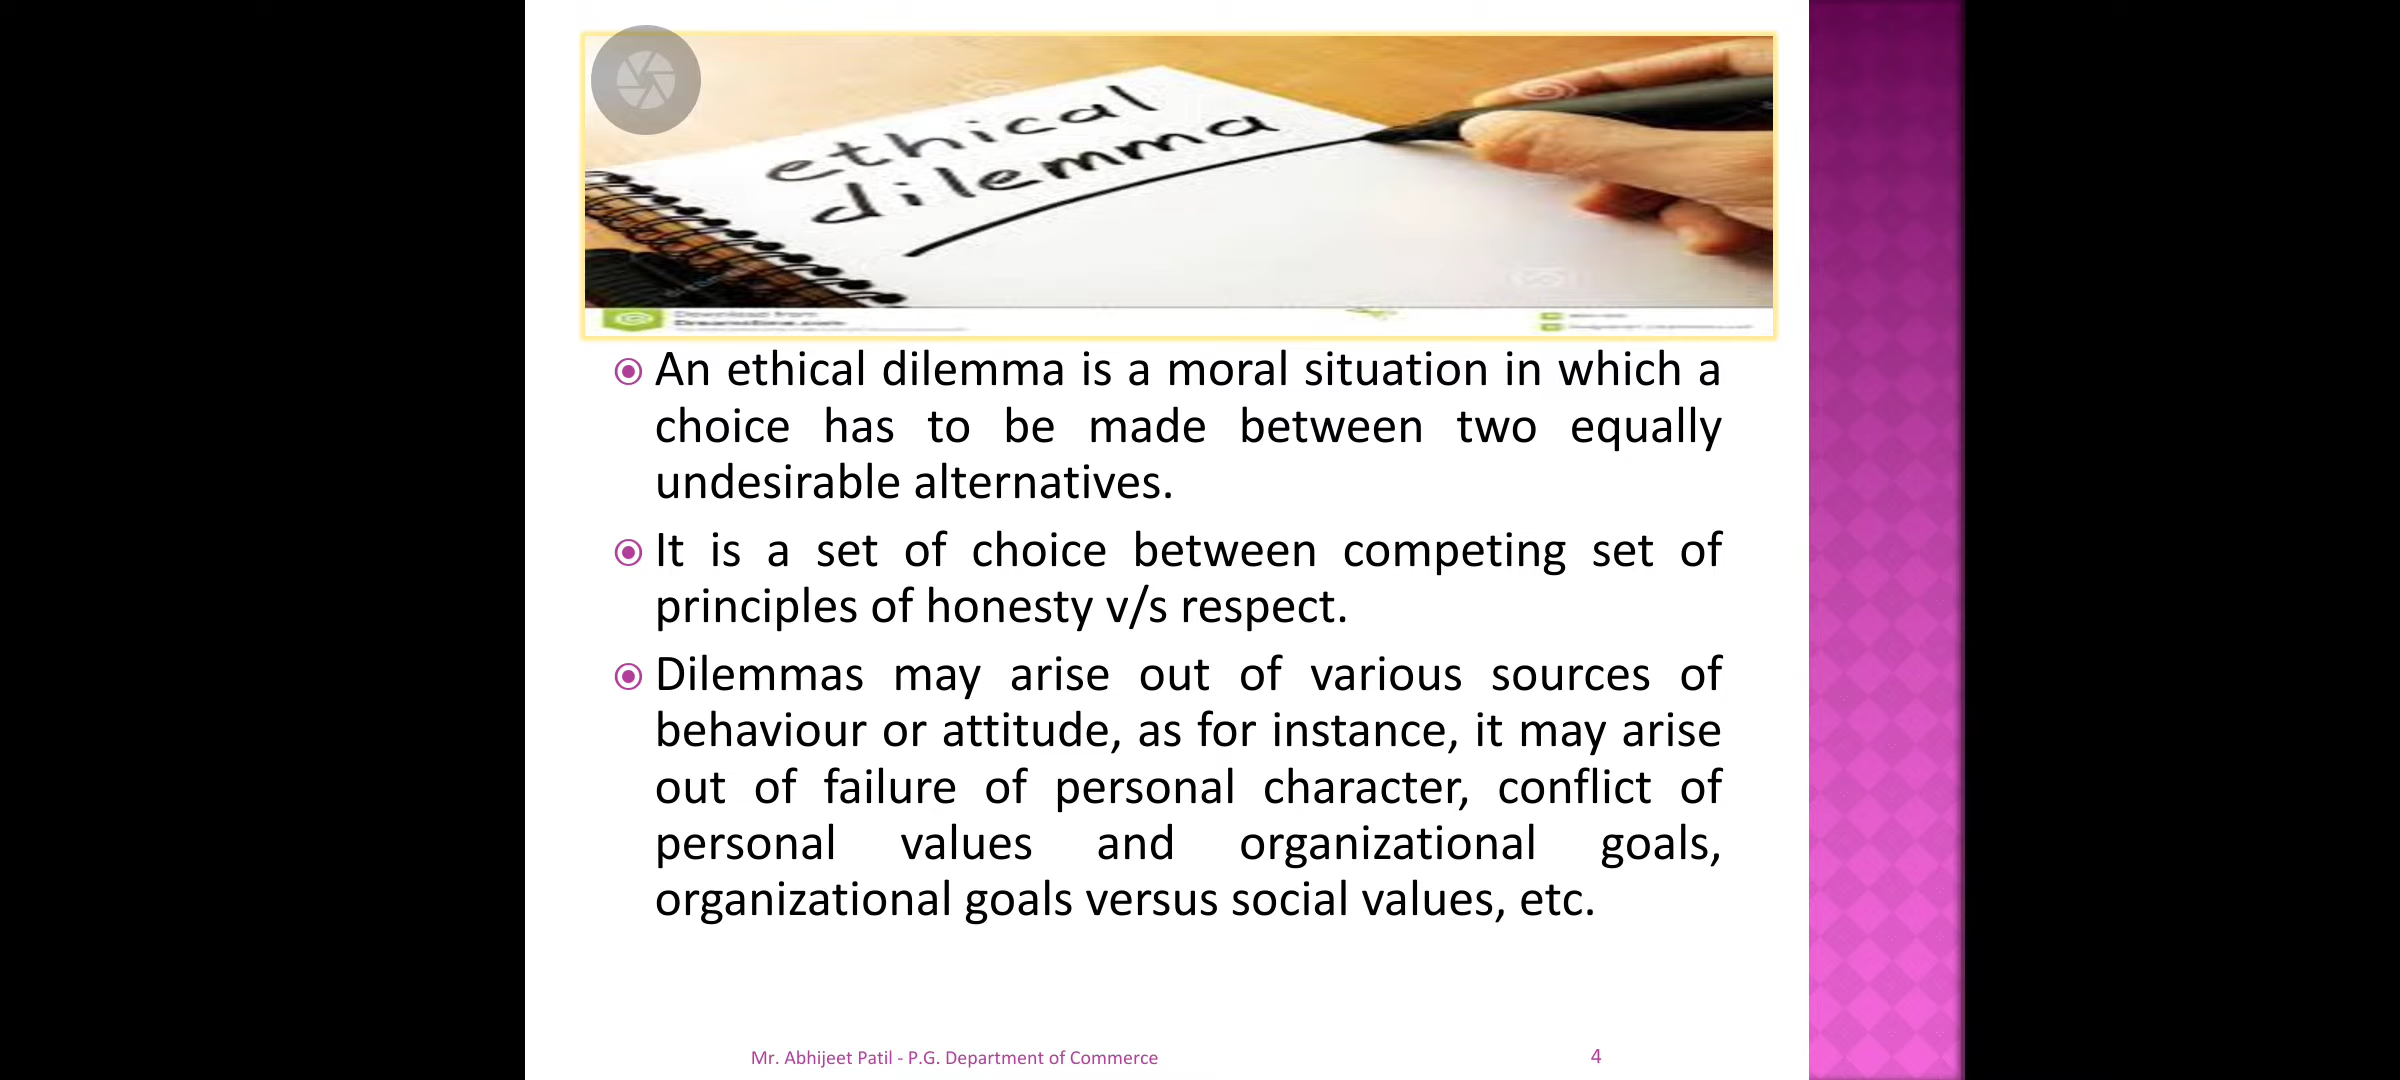 ethical
dilemma
Download from
Dreamstime.com
An ethical dilemma is a moral situation in which a
choice has to be made between two equally
undesirable alternatives.
It is a set of choice between competing set of
principles of honesty v/s respect.
Dilemmas may arise out of various sources of
behaviour or attitude, as for instance, it may arise
out of failure of personal character, conflict of
personal values and organizational goals,
organizational goals versus social values, etc.
Mr. Abhijeet Patil - P.G. Department of Commerce
4